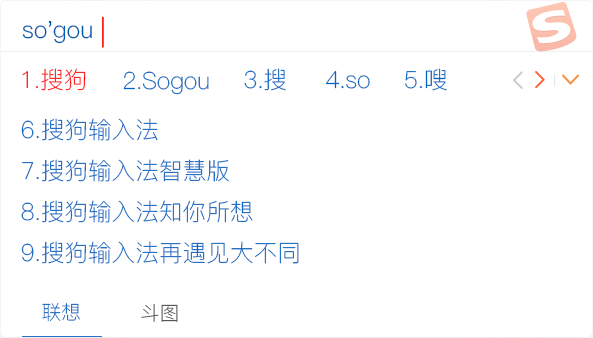 so'gou
1.搜狗 2.Sogou 3.搜 4.so 5.嗖
6.搜狗输入法
7.搜狗输入法智慧版
8.搜狗输入法知你所想
9.搜狗输入法再遇见大不同
联想 斗图